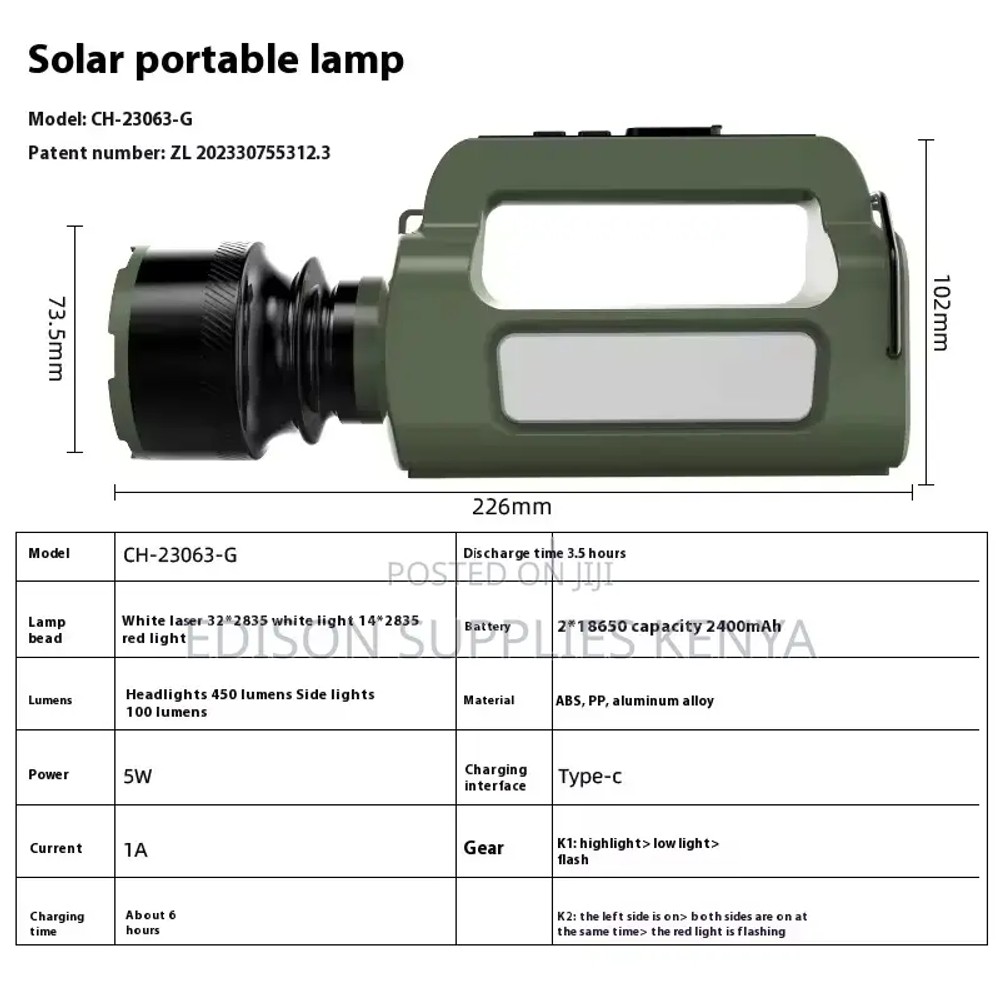 Solar portable lamp
Model: CH-23063-G
Patent number: ZL 202330755312.3
73.5mm
102mm
226mm
Model
CH-23063-G
Discharge time 3.5 hours
POSTED ON JIJI
Lamp
bead
White laser 32*2835 white light 14*2835
red light
Battery
2*18650 capacity 2400mAh
EDISON SUPPLIES KENYA
Lumens
Headlights 450 lumens Side lights
100 lumens
Material
ABS, PP, aluminum alloy
Power
5W
Charging
interface
Type-c
Current
1A
Gear
K1: highlight> low light>
flash
Charging
time
About 6
hours
K2: the left side is on> both sides are on at
the same time> the red light is flashing